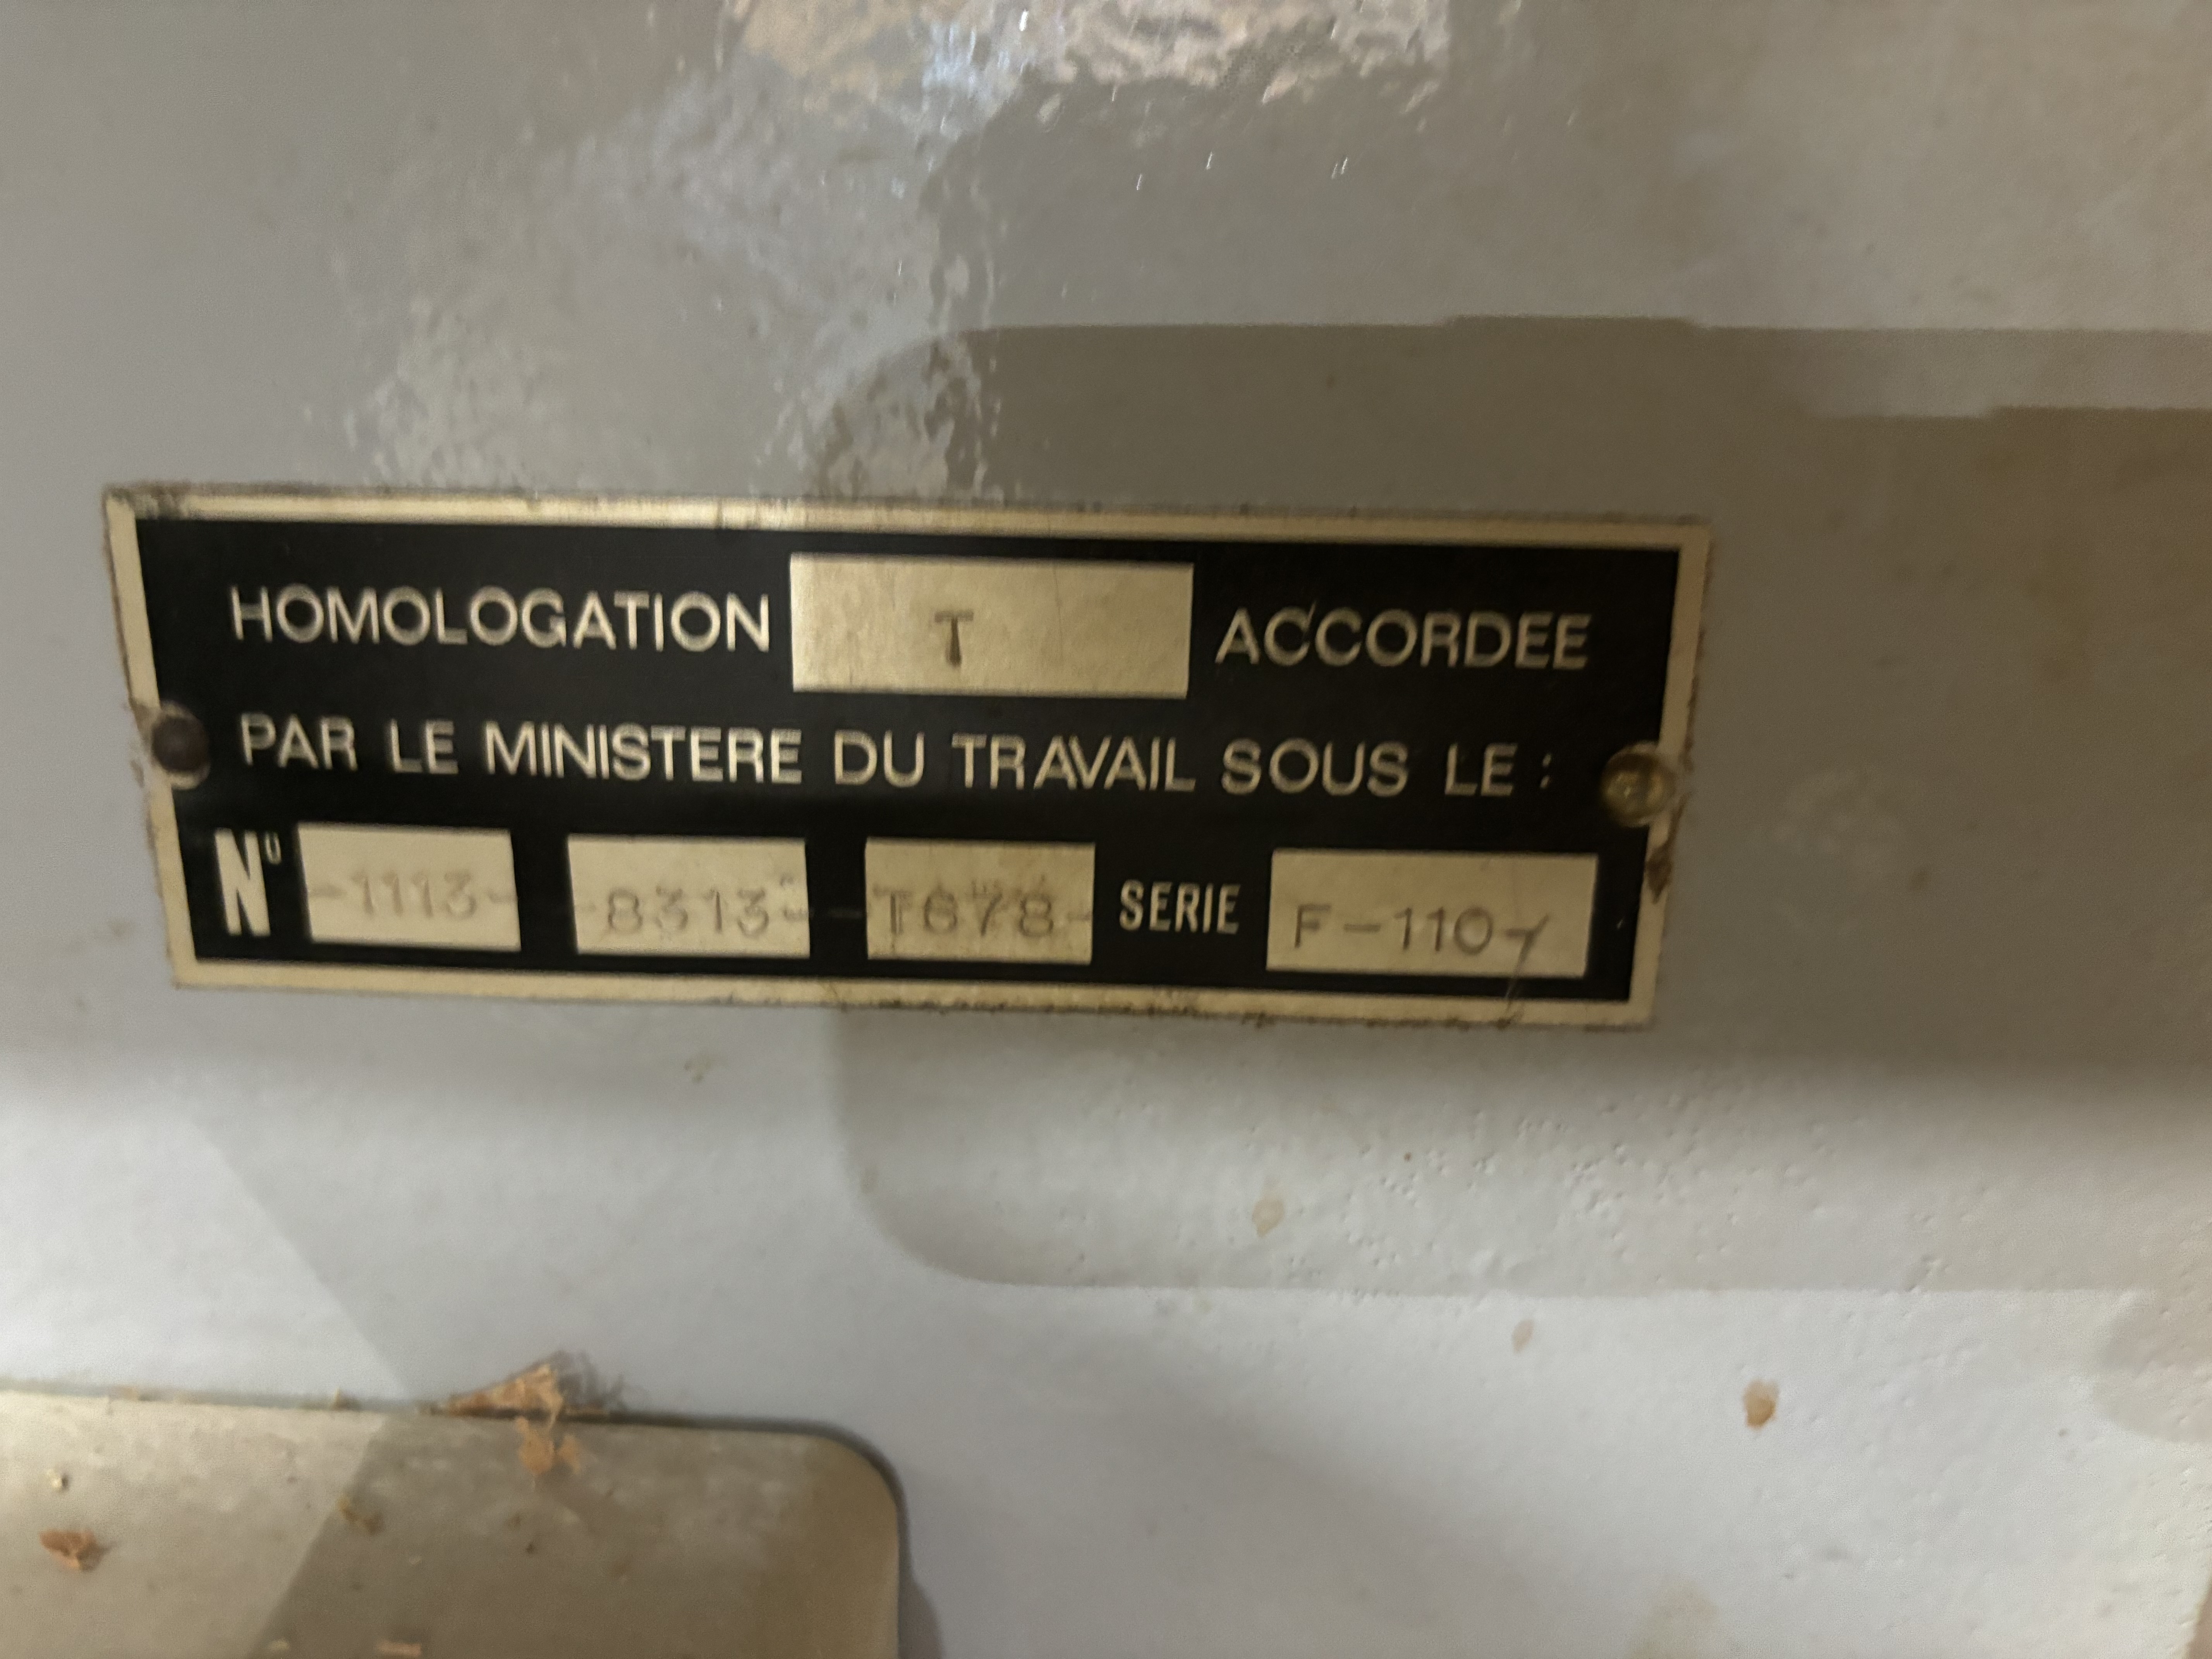 HOMOLOGATION T ACCORDEE
PAR LE MINISTERE DU TRAVAIL SOUS LE :
N° -1113- -8313- -T678- SERIE F-110-